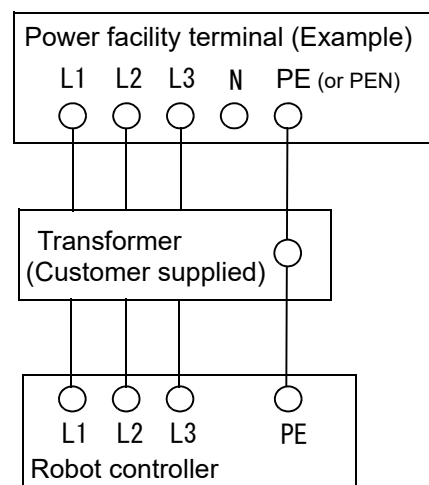 Power facility terminal (Example)
L1 L2 L3 N PE (or PEN)
Transformer
(Customer supplied)
L1 L2 L3 PE
Robot controller